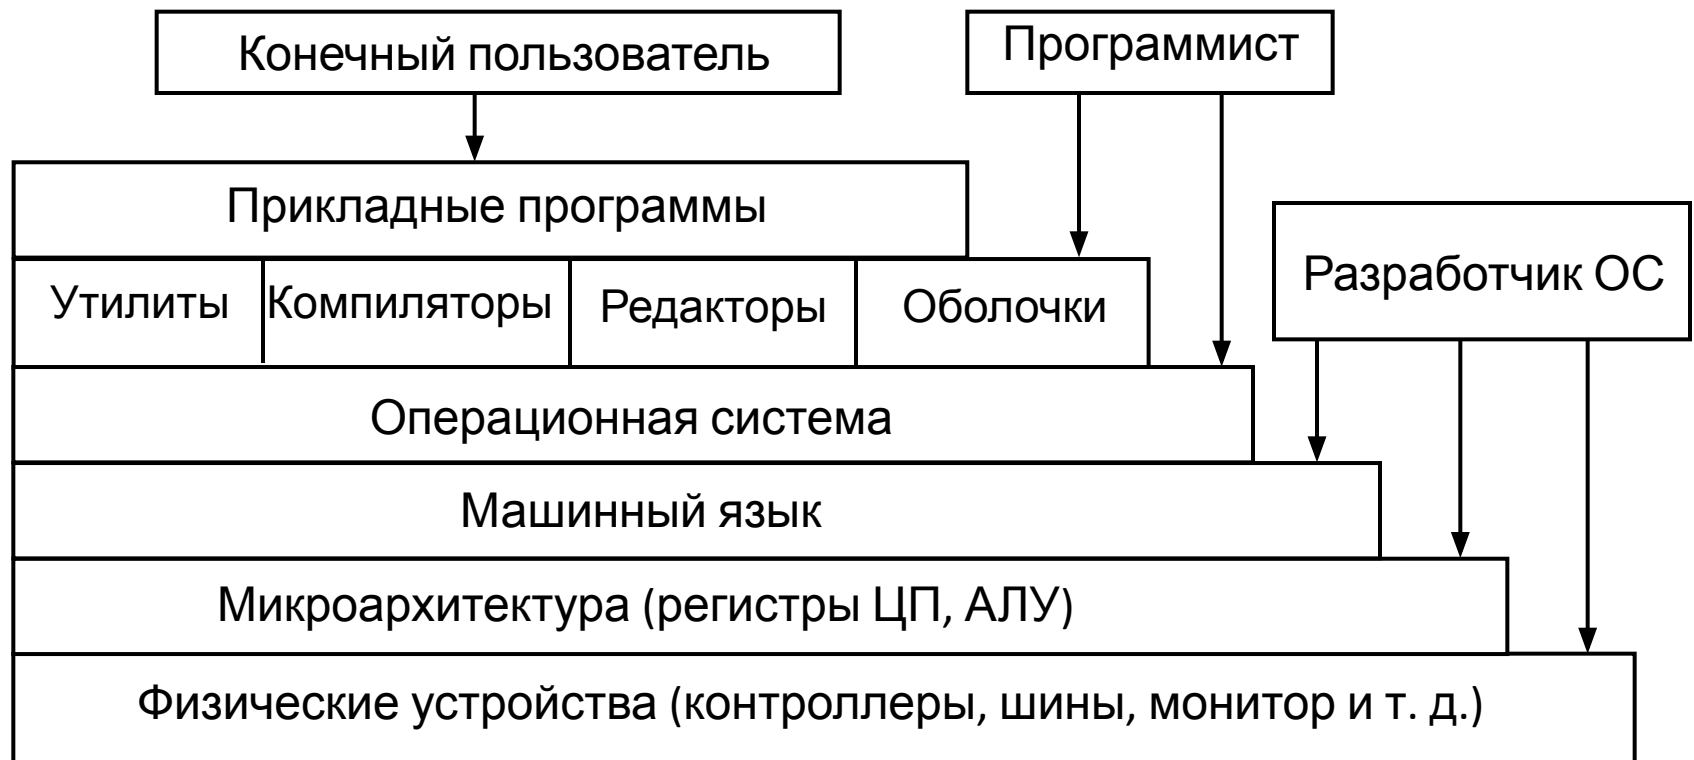 Конечный пользователь
Программист
Прикладные программы
Разработчик ОС
Утилиты
Компиляторы
Редакторы
Оболочки
Операционная система
Машинный язык
Микроархитектура (регистры ЦП, АЛУ)
Физические устройства (контроллеры, шины, монитор и т. д.)